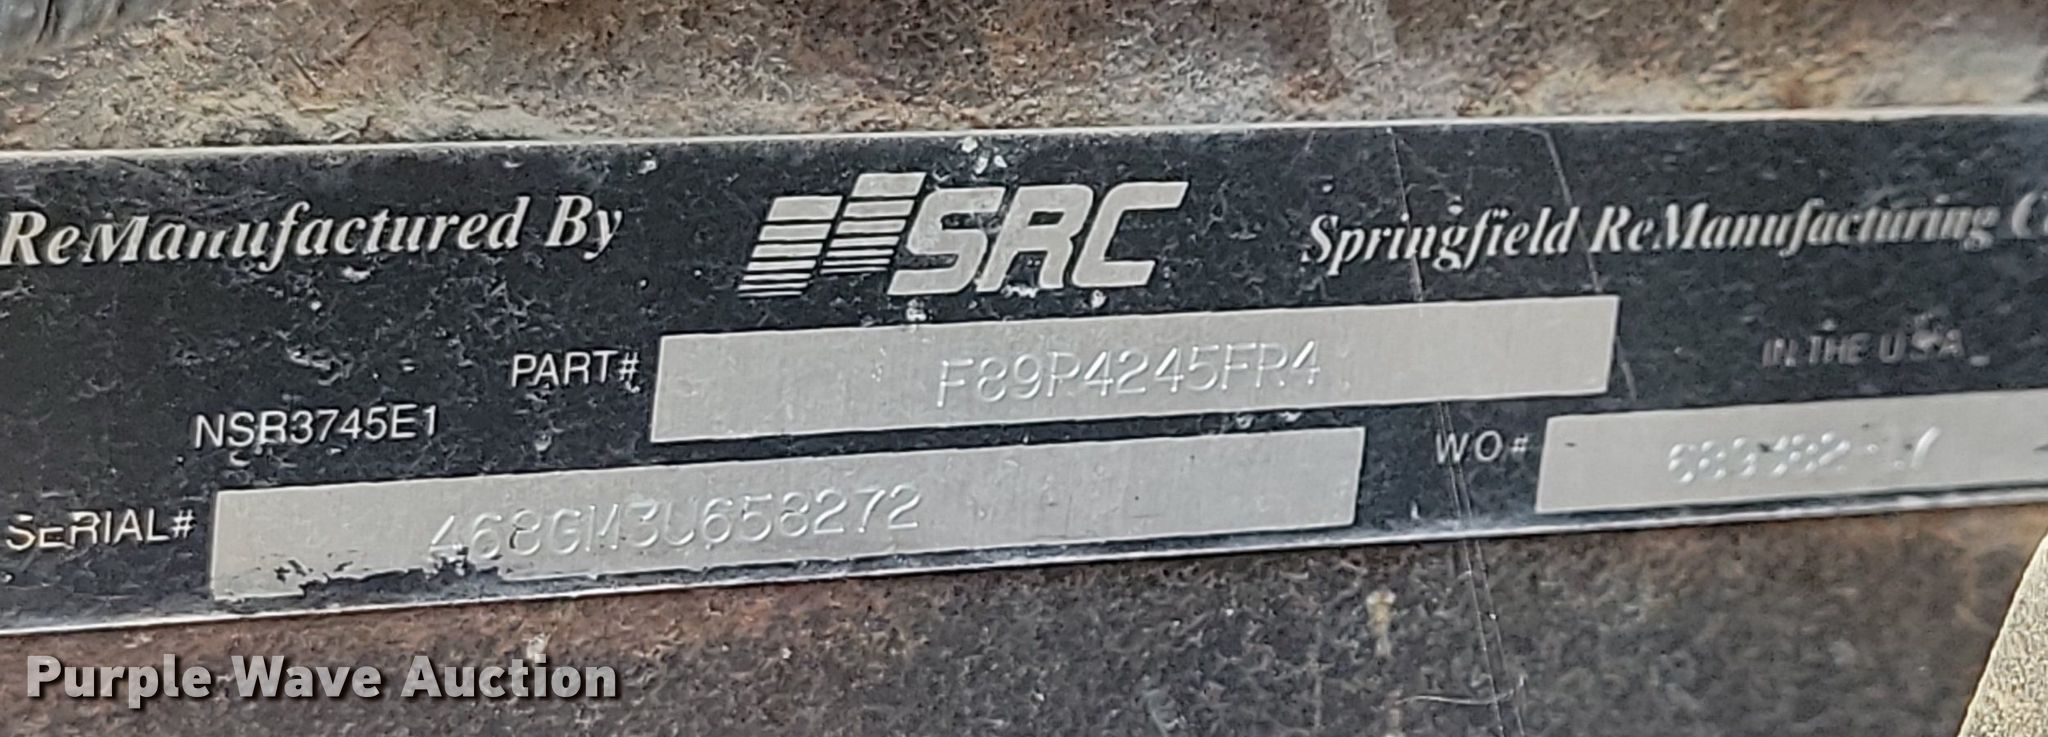 ReManufactured By SRC Springfield ReManufacturing
PART# F89P4245FR4 IN THE USA
NSR3745E1
SERIAL# 468GM3U658272 WO#
Purple Wave Auction